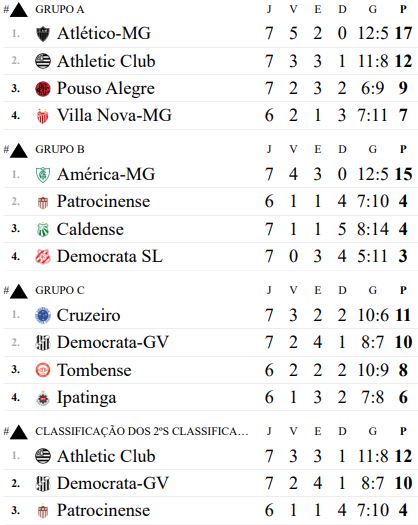 # GRUPO A J V E D G P
1. Atlético-MG 7 5 2 0 12:5 17
2. Athletic Club 7 3 3 1 11:8 12
3. Pouso Alegre 7 2 3 2 6:9 9
4. Villa Nova-MG 6 2 1 3 7:11 7
# GRUPO B J V E D G P
1. América-MG 7 4 3 0 12:5 15
2. Patrocinense 6 1 1 4 7:10 4
3. Caldense 7 1 1 5 8:14 4
4. Democrata SL 7 0 3 4 5:11 3
# GRUPO C J V E D G P
1. Cruzeiro 7 3 2 2 10:6 11
2. Democrata-GV 7 2 4 1 8:7 10
3. Tombense 6 2 2 2 10:9 8
4. Ipatinga 6 1 3 2 7:8 6
# CLASSIFICAÇÃO DOS 2ºS CLASSIFICA... J V E D G P
1. Athletic Club 7 3 3 1 11:8 12
2. Democrata-GV 7 2 4 1 8:7 10
3. Patrocinense 6 1 1 4 7:10 4